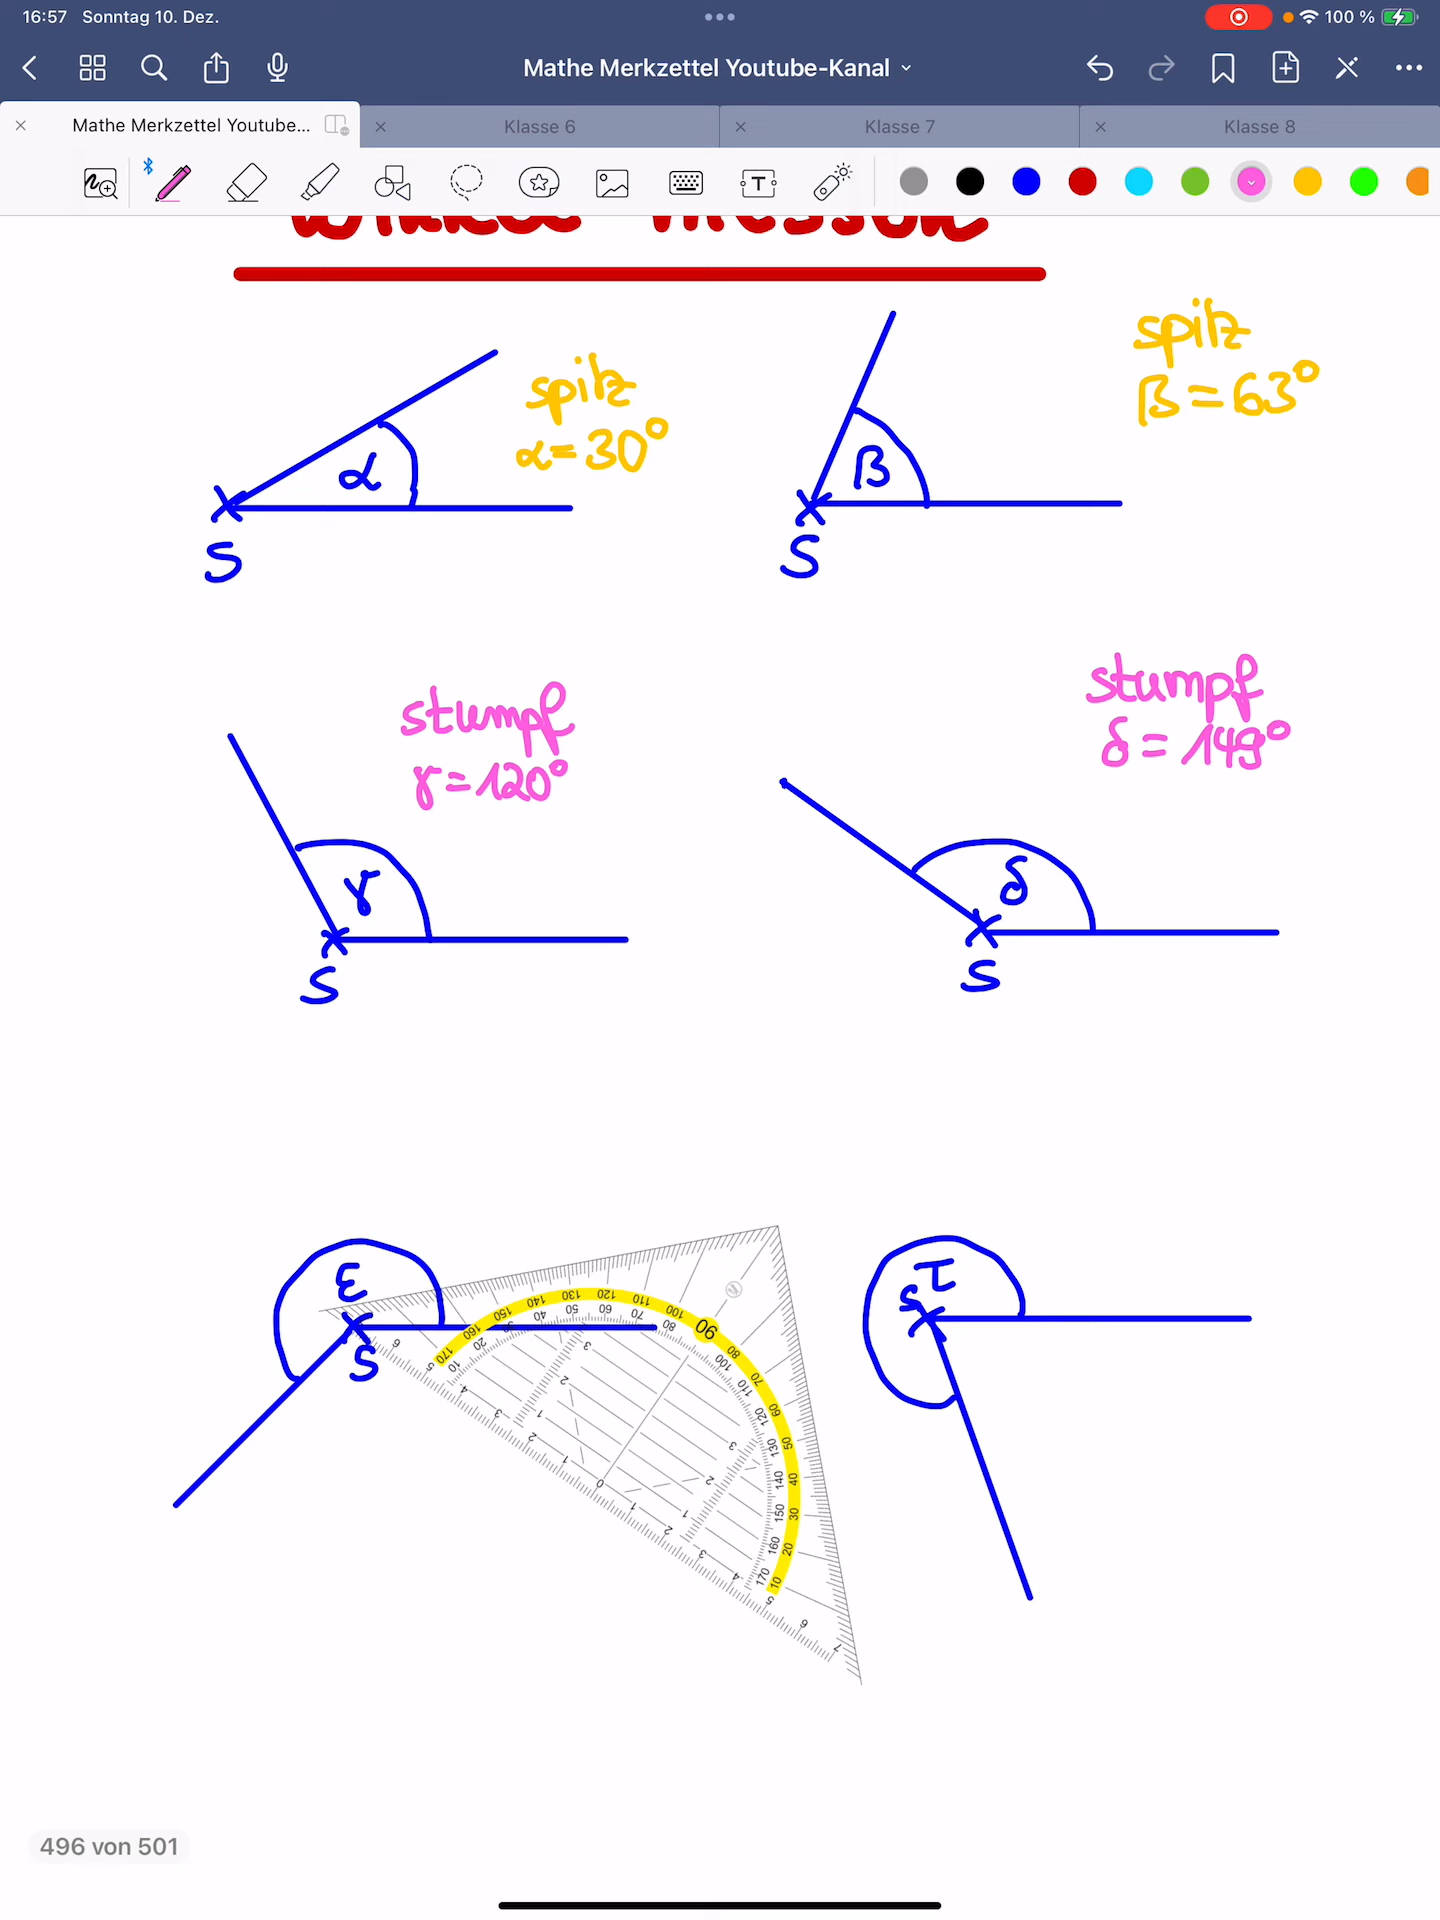 16:57 Sonntag 10. Dez.
100 %
Mathe Merkzettel Youtube-Kanal
Mathe Merkzettel Youtube...
Klasse 6
Klasse 7
Klasse 8
T
spitz
α = 30°
α
S
spitz
β = 63°
β
S
stumpf
γ = 120°
γ
S
stumpf
δ = 149°
δ
S
ε
S
90
S
496 von 501